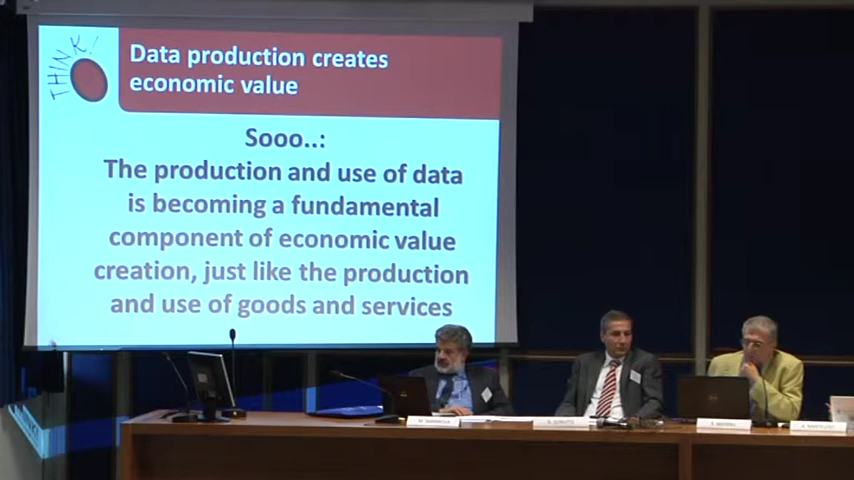 THINK!
Data production creates
economic value
Sooo..:
The production and use of data
is becoming a fundamental
component of economic value
creation, just like the production
and use of goods and services